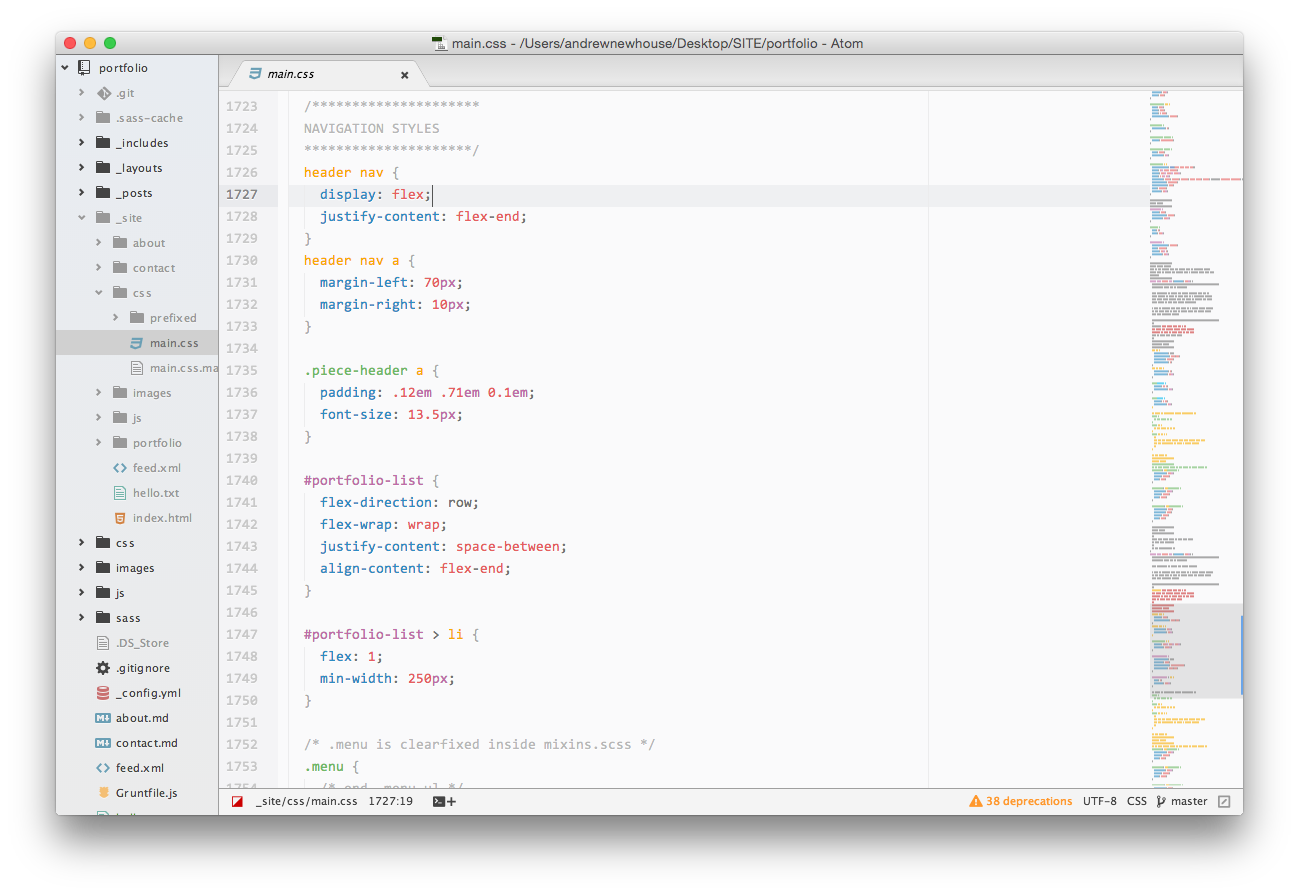 main.css - /Users/andrewnewhouse/Desktop/SITE/portfolio - Atom
portfolio
.git
.sass-cache
_includes
_layouts
_posts
_site
about
contact
css
prefixed
main.css
main.css.ma
images
js
portfolio
feed.xml
hello.txt
index.html
css
images
js
sass
.DS_Store
.gitignore
_config.yml
about.md
contact.md
feed.xml
Gruntfile.js
main.css
1723 /*********************
1724 NAVIGATION STYLES
1725 *********************/
1726 header nav {
1727 display: flex;
1728 justify-content: flex-end;
1729 }
1730 header nav a {
1731 margin-left: 70px;
1732 margin-right: 10px;
1733 }
1734
1735 .piece-header a {
1736 padding: .12em .71em 0.1em;
1737 font-size: 13.5px;
1738 }
1739
1740 #portfolio-list {
1741 flex-direction: row;
1742 flex-wrap: wrap;
1743 justify-content: space-between;
1744 align-content: flex-end;
1745 }
1746
1747 #portfolio-list > li {
1748 flex: 1;
1749 min-width: 250px;
1750 }
1751
1752 /* .menu is clearfixed inside mixins.scss */
1753 .menu {
_site/css/main.css 1727:19
38 deprecations UTF-8 CSS master